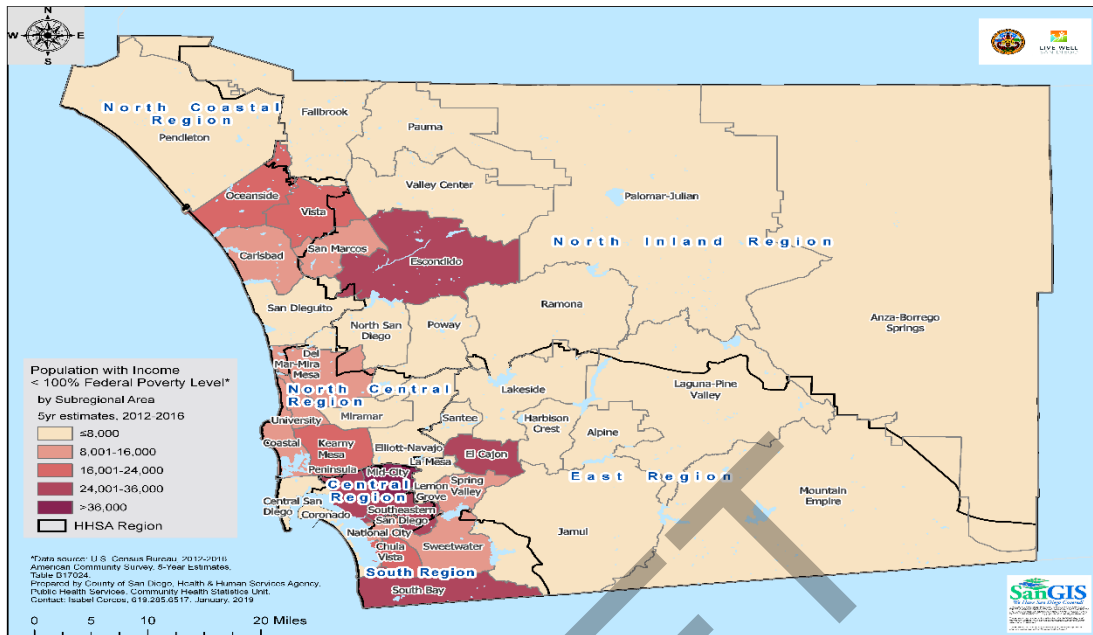 N
W
E
S
LIVE WELL
SAN DIEGO
North Coastal
Region
Pendleton
Fallbrook
Pauma
Valley Center
Palomar-Julian
Oceanside
Vista
North Inland Region
San Marcos
Carlsbad
Escondido
San Dieguito
Ramona
North San
Diego
Poway
Anza-Borrego
Springs
Del
Mar-Mira
Mesa
North Central
Region
Lakeside
Laguna-Pine
Valley
Miramar
Santee
Harbison
Crest
Alpine
University
Coastal
Kearny
Mesa
Elliott-Navajo
El Cajon
La Mesa
Peninsula
Mid-City
East Region
Central
Region
Lemon
Grove
Spring
Valley
Mountain
Empire
Central San
Diego
Coronado
Southeastern
San Diego
National City
Jamul
Chula
Vista
Sweetwater
South Region
South Bay
Population with Income
< 100% Federal Poverty Level*
by Subregional Area
5yr estimates, 2012-2016
≤8,000
8,001-16,000
16,001-24,000
24,001-36,000
>36,000
HHSA Region
*Data source: U.S. Census Bureau, 2012-2016
American Community Survey, 5-Year Estimates,
Table B17024.
Prepared by County of San Diego, Health & Human Services Agency,
Public Health Services, Community Health Statistics Unit.
Contact: Isabel Corcos, 619.285.6517. January, 2019
0 5 10 20 Miles
SanGIS
We Have San Diego Covered!